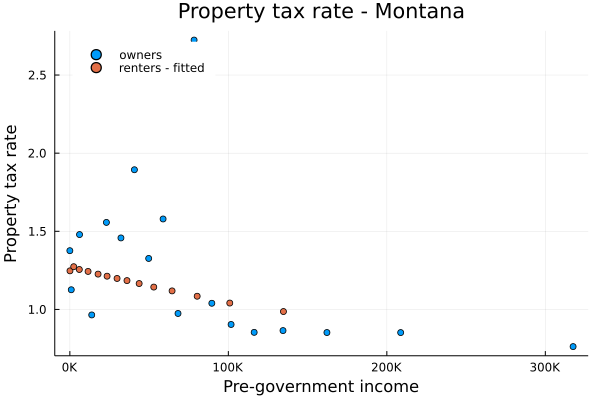 Property tax rate - Montana
owners
renters - fitted
Property tax rate
2.5
2.0
1.5
1.0
0K
100K
200K
300K
Pre-government income